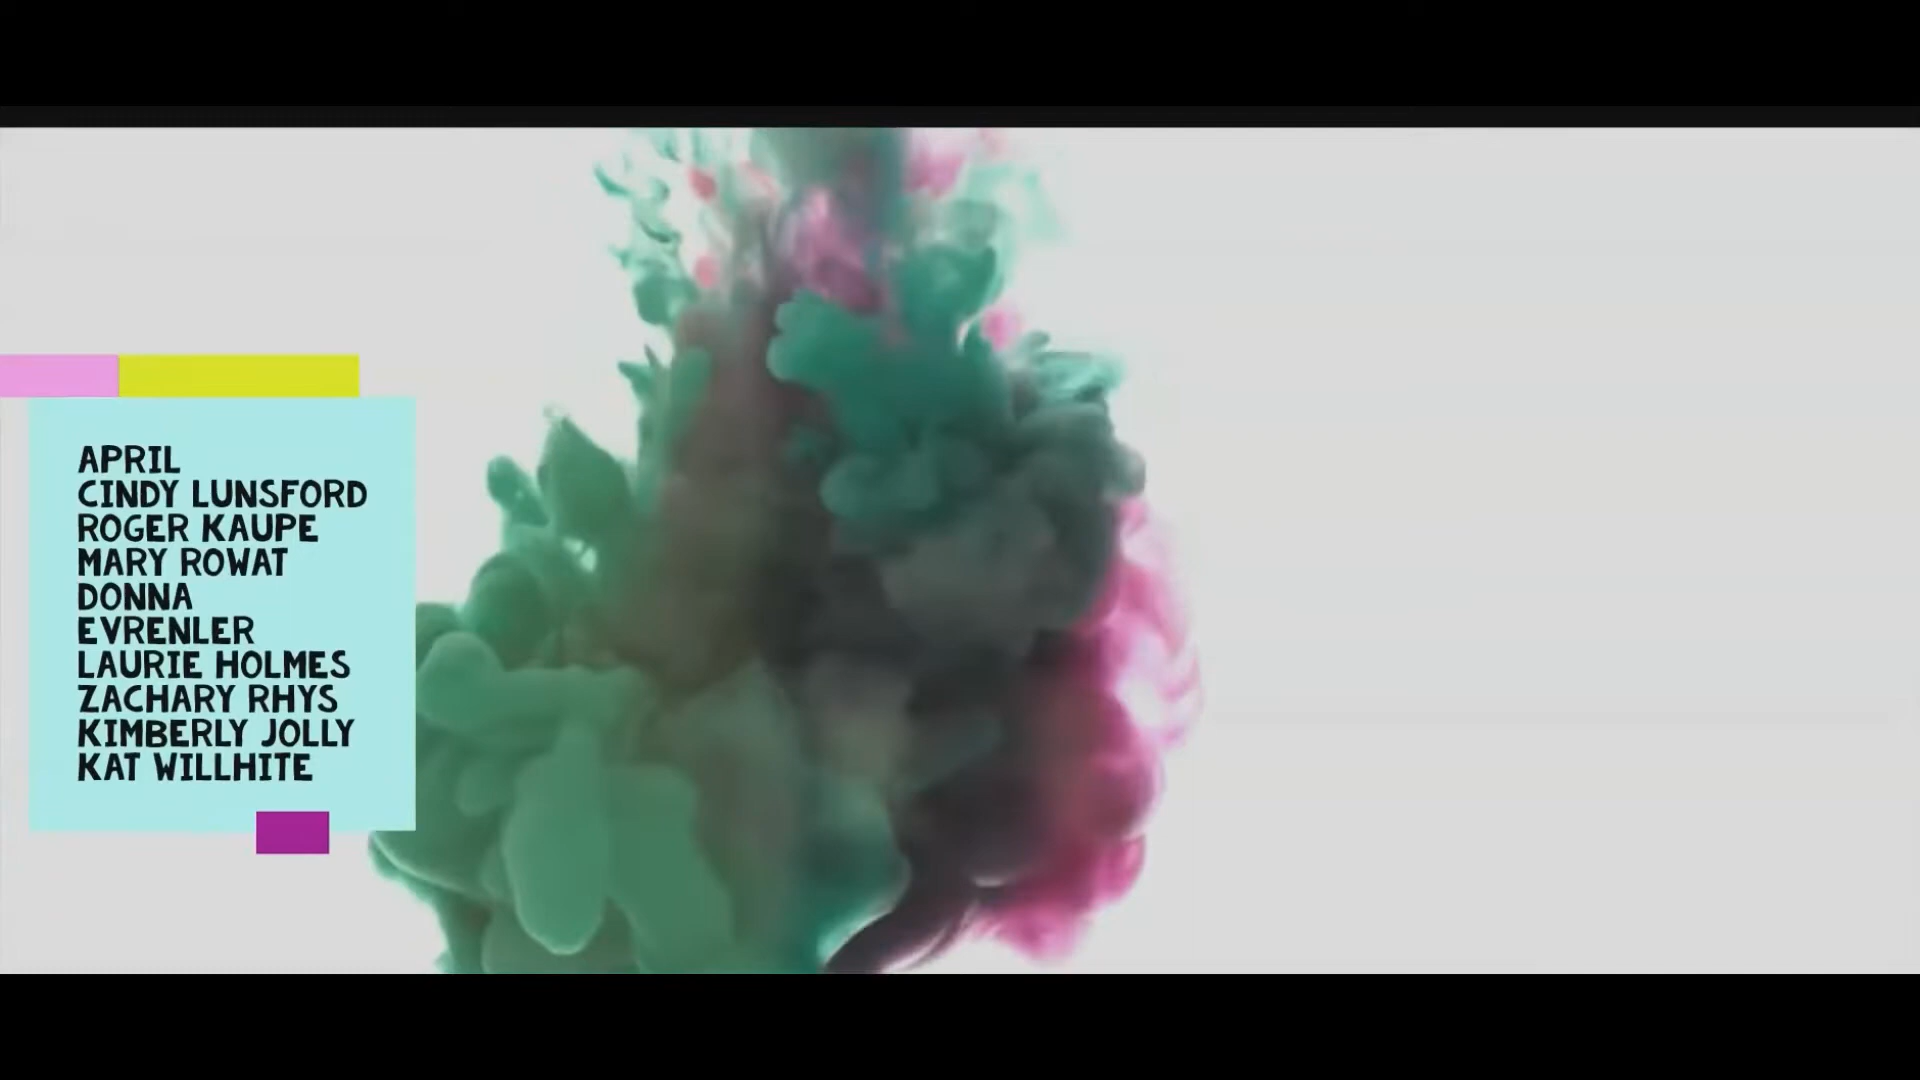 APRIL
CINDY LUNSFORD
ROGER KAUPE
MARY ROWAT
DONNA
EVRENLER
LAURIE HOLMES
ZACHARY RHYS
KIMBERLY JOLLY
KAT WILLHITE